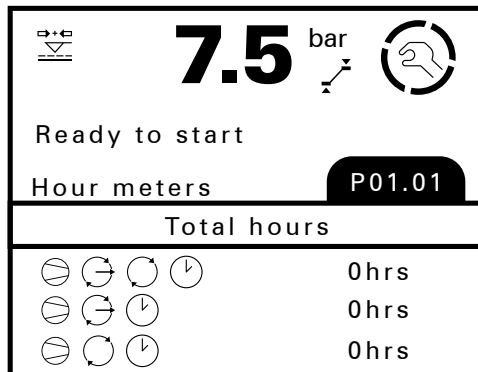 7.5 bar
Ready to start
Hour meters P01.01
Total hours
0hrs
0hrs
0hrs